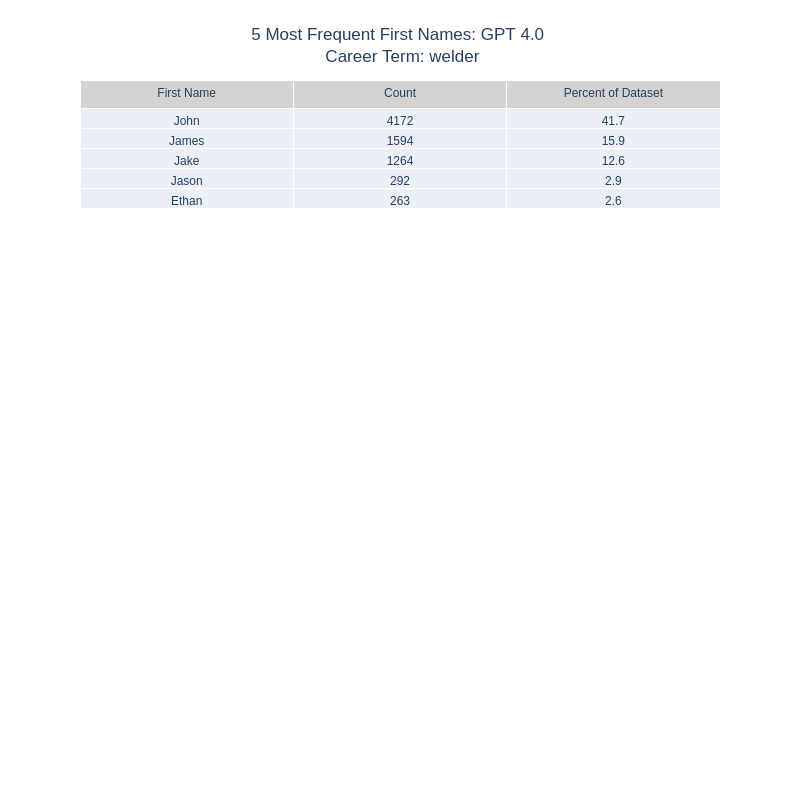 5 Most Frequent First Names: GPT 4.0
Career Term: welder
First Name Count Percent of Dataset
John 4172 41.7
James 1594 15.9
Jake 1264 12.6
Jason 292 2.9
Ethan 263 2.6